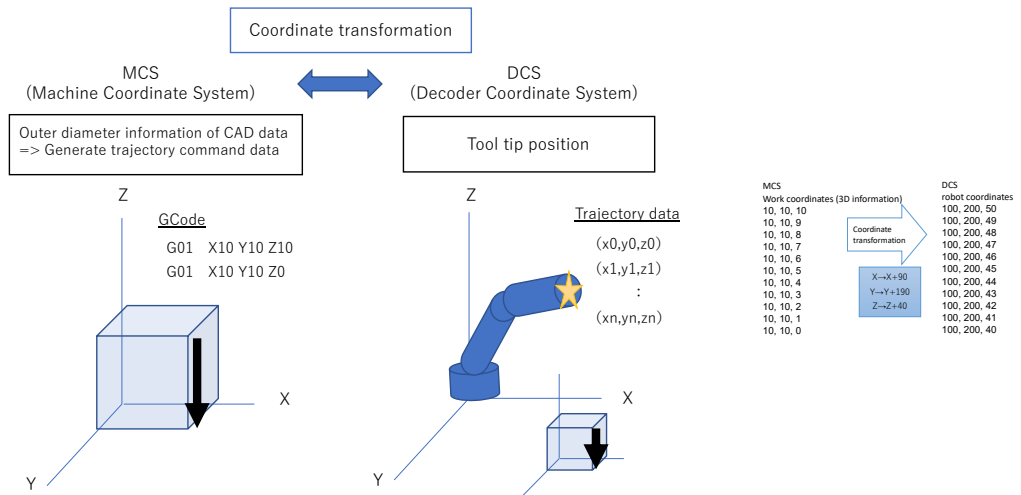 Coordinate transformation
MCS
(Machine Coordinate System)
DCS
(Decoder Coordinate System)
Outer diameter information of CAD data
=> Generate trajectory command data
Tool tip position
Z
GCode
G01 X10 Y10 Z10
G01 X10 Y10 Z0
X
Y
Z
Trajectory data
(x0,y0,z0)
(x1,y1,z1)
:
(xn,yn,zn)
X
Y
MCS
Work coordinates (3D information)
10, 10, 10
10, 10, 9
10, 10, 8
10, 10, 7
10, 10, 6
10, 10, 5
10, 10, 4
10, 10, 3
10, 10, 2
10, 10, 1
10, 10, 0
Coordinate
transformation
X→X+90
Y→Y+190
Z→Z+40
DCS
robot coordinates
100, 200, 50
100, 200, 49
100, 200, 48
100, 200, 47
100, 200, 46
100, 200, 45
100, 200, 44
100, 200, 43
100, 200, 42
100, 200, 41
100, 200, 40